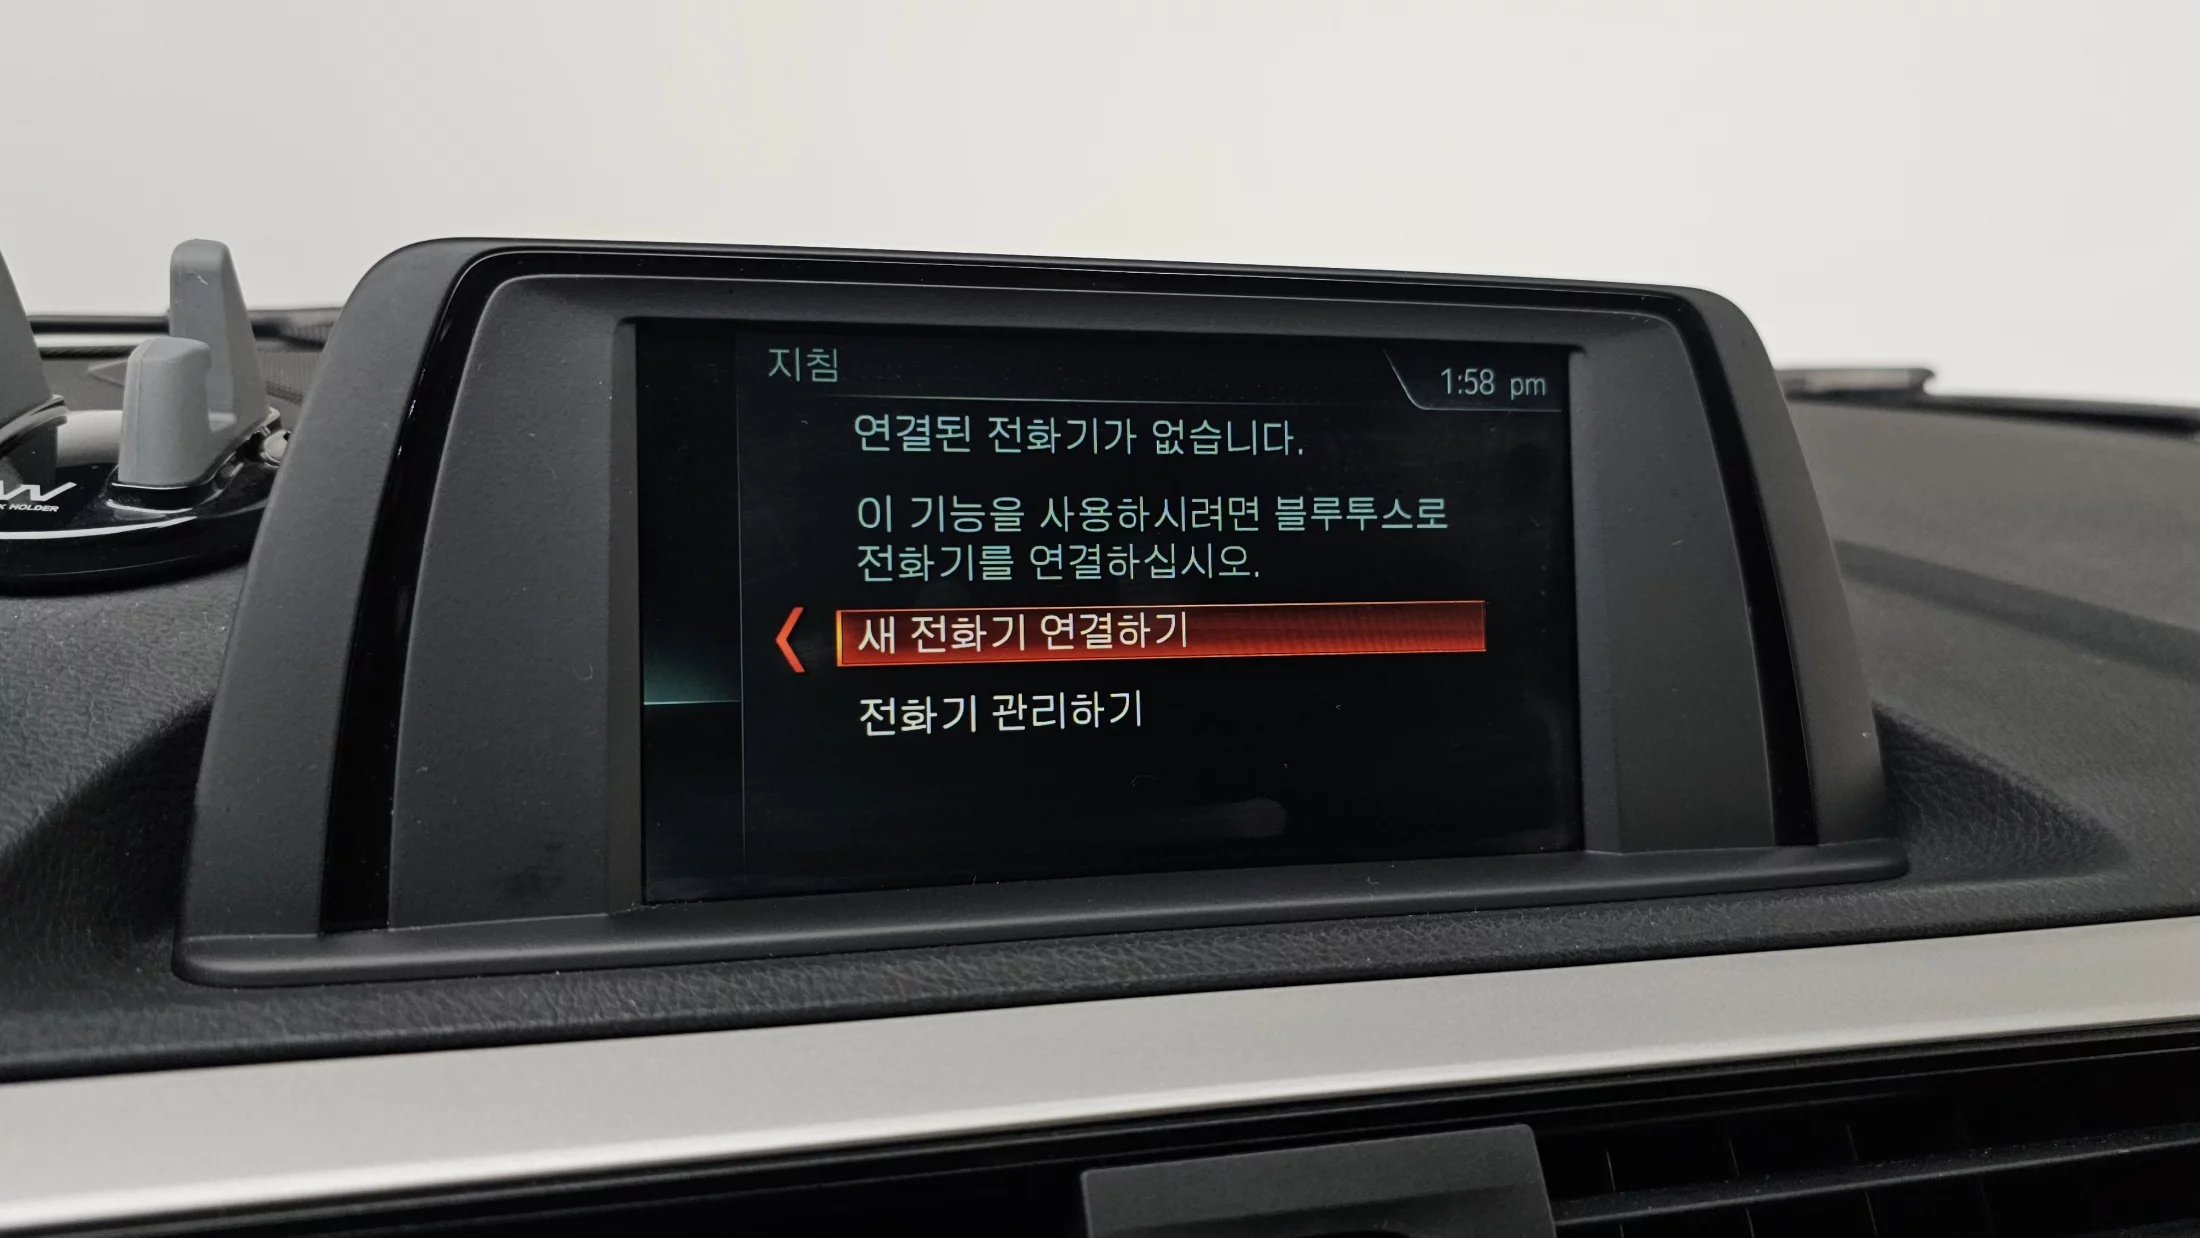 지침
1:58 pm
연결된 전화기가 없습니다.
이 기능을 사용하시려면 블루투스로
전화기를 연결하십시오.
새 전화기 연결하기
전화기 관리하기
HOLDER